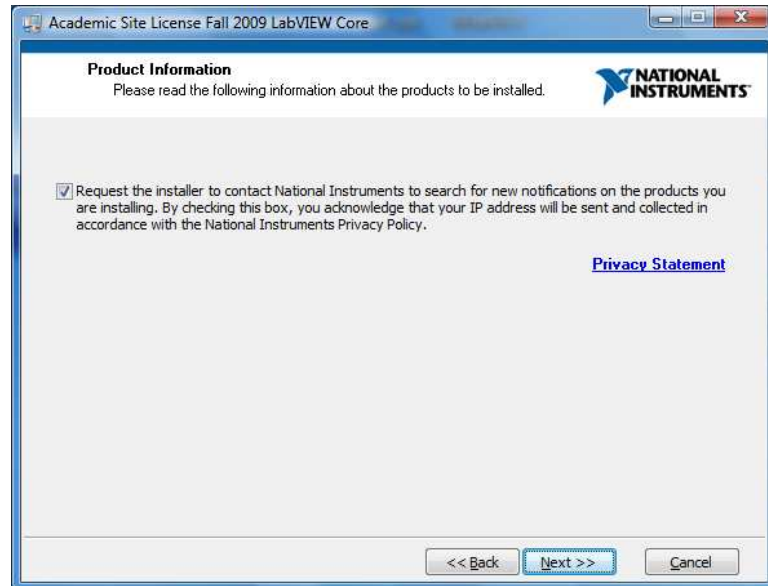 Academic Site License Fall 2009 LabVIEW Core
Product Information
Please read the following information about the products to be installed.
NATIONAL
INSTRUMENTS
Request the installer to contact National Instruments to search for new notifications on the products you
are installing. By checking this box, you acknowledge that your IP address will be sent and collected in
accordance with the National Instruments Privacy Policy.
Privacy Statement
<< Back Next >> Cancel